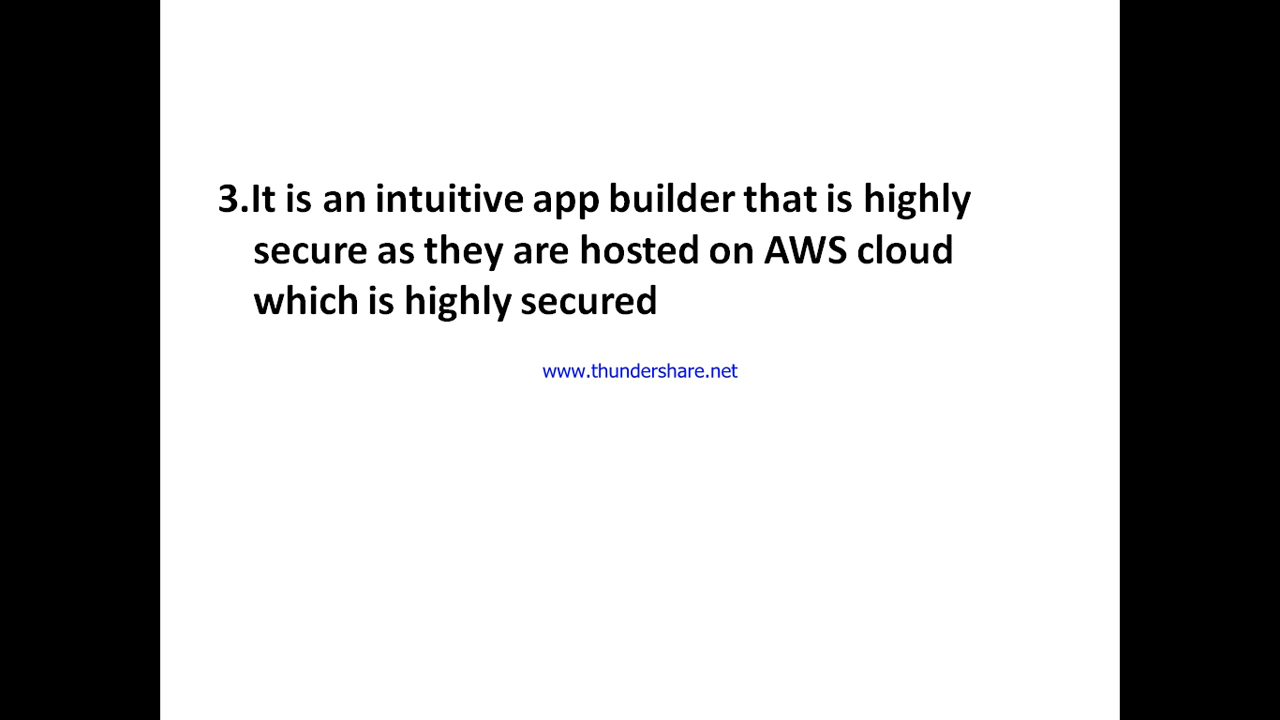 3.It is an intuitive app builder that is highly
secure as they are hosted on AWS cloud
which is highly secured
www.thundershare.net